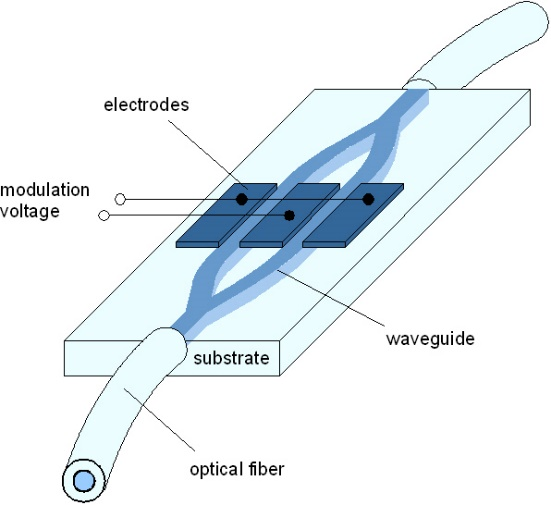 electrodes
modulation
voltage
waveguide
substrate
optical fiber